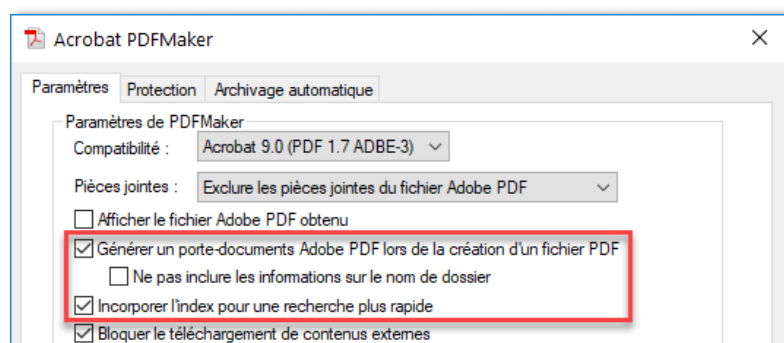 Acrobat PDFMaker
Paramètres Protection Archivage automatique
Paramètres de PDFMaker
Compatibilité : Acrobat 9.0 (PDF 1.7 ADBE-3)
Pièces jointes : Exclure les pièces jointes du fichier Adobe PDF
Afficher le fichier Adobe PDF obtenu
Générer un porte-documents Adobe PDF lors de la création d'un fichier PDF
Ne pas inclure les informations sur le nom de dossier
Incorporer l'index pour une recherche plus rapide
Bloquer le téléchargement de contenus externes